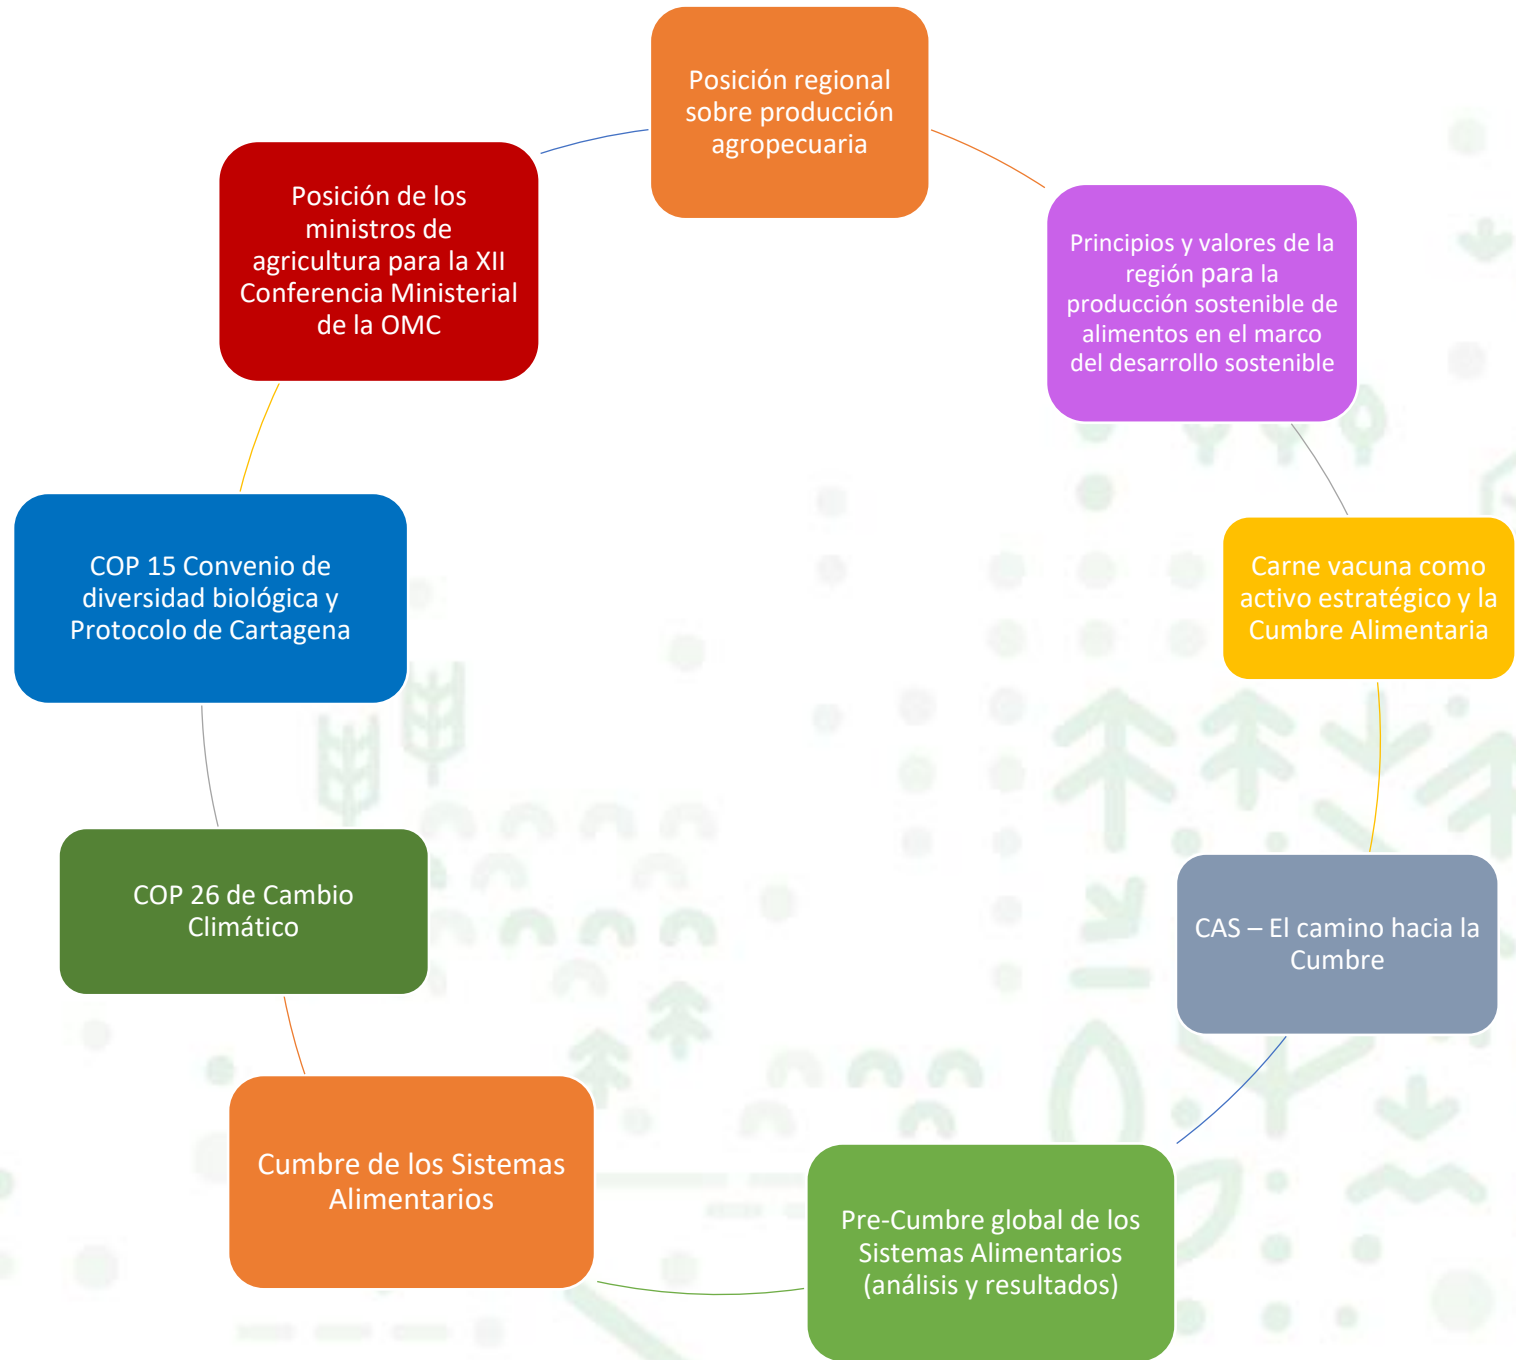 Posición regional
sobre producción
agropecuaria
Principios y valores de la
región para la
producción sostenible de
alimentos en el marco
del desarrollo sostenible
Carne vacuna como
activo estratégico y la
Cumbre Alimentaria
CAS – El camino hacia la
Cumbre
Pre-Cumbre global de los
Sistemas Alimentarios
(análisis y resultados)
Cumbre de los Sistemas
Alimentarios
COP 26 de Cambio
Climático
COP 15 Convenio de
diversidad biológica y
Protocolo de Cartagena
Posición de los
ministros de
agricultura para la XII
Conferencia Ministerial
de la OMC